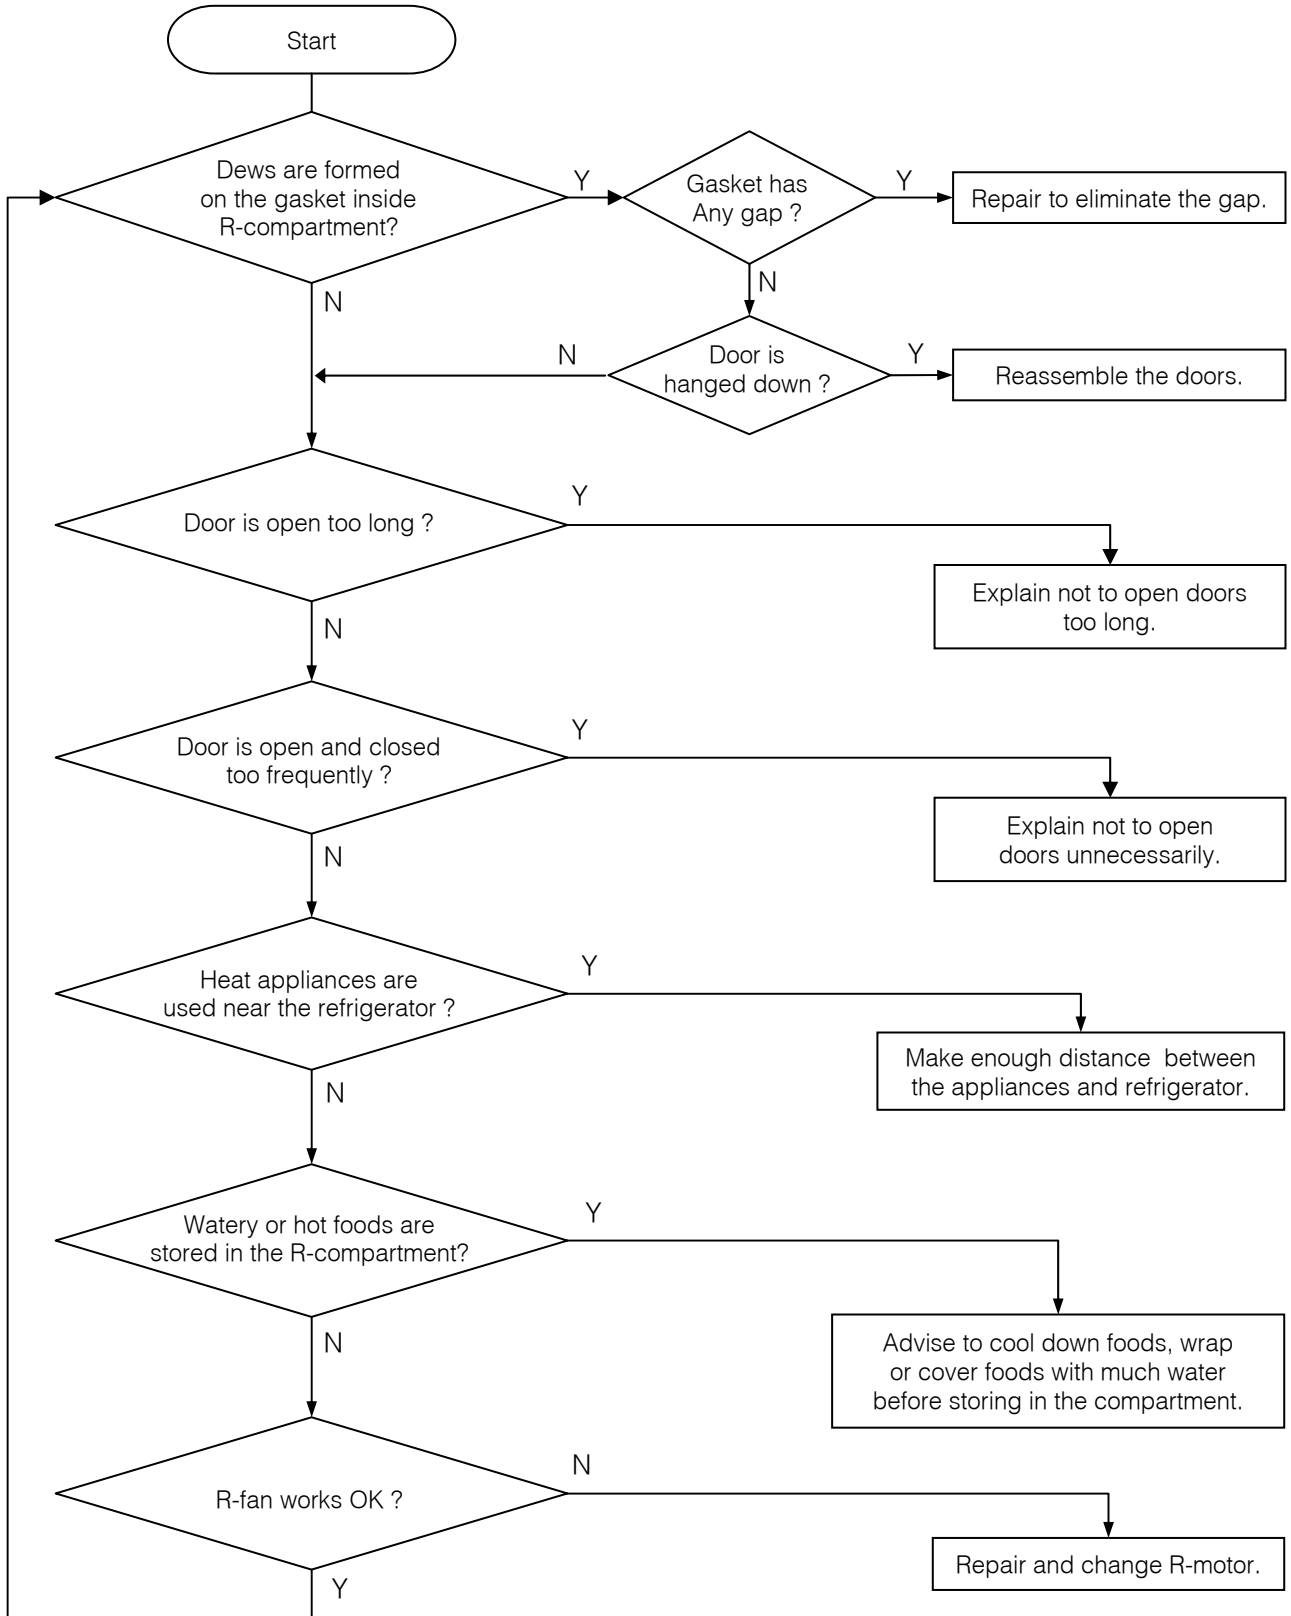 Start
Dews are formed
on the gasket inside
R-compartment?
Y
Gasket has
Any gap ?
Y
Repair to eliminate the gap.
N
N
Door is
hanged down ?
N
Y
Reassemble the doors.
Door is open too long ?
Y
Explain not to open doors
too long.
N
Door is open and closed
too frequently ?
Y
Explain not to open
doors unnecessarily.
N
Heat appliances are
used near the refrigerator ?
Y
Make enough distance  between
the appliances and refrigerator.
N
Watery or hot foods are
stored in the R-compartment?
Y
Advise to cool down foods, wrap
or cover foods with much water
before storing in the compartment.
N
R-fan works OK ?
N
Repair and change R-motor.
Y